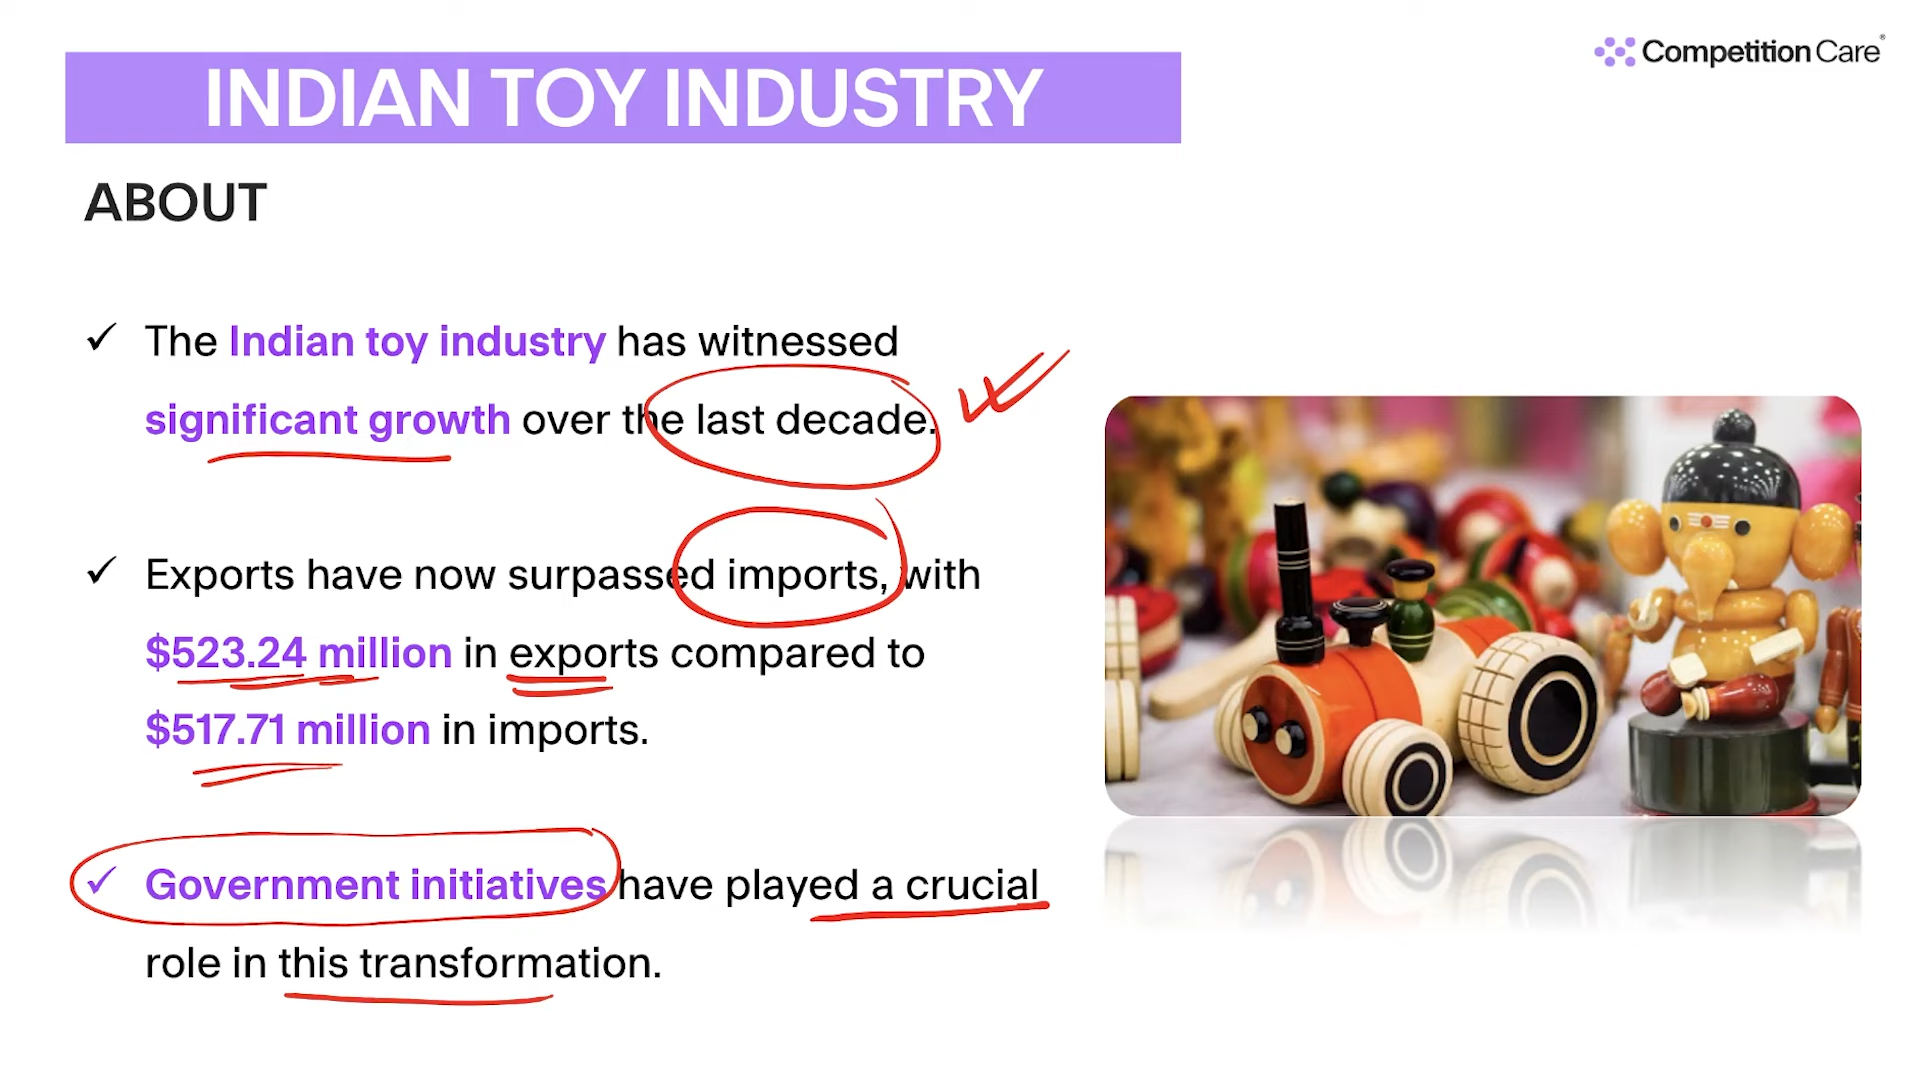 Competition Care
INDIAN TOY INDUSTRY
ABOUT
✓ The Indian toy industry has witnessed
significant growth over the last decade.
✓ Exports have now surpassed imports, with
$523.24 million in exports compared to
$517.71 million in imports.
✓ Government initiatives have played a crucial
role in this transformation.